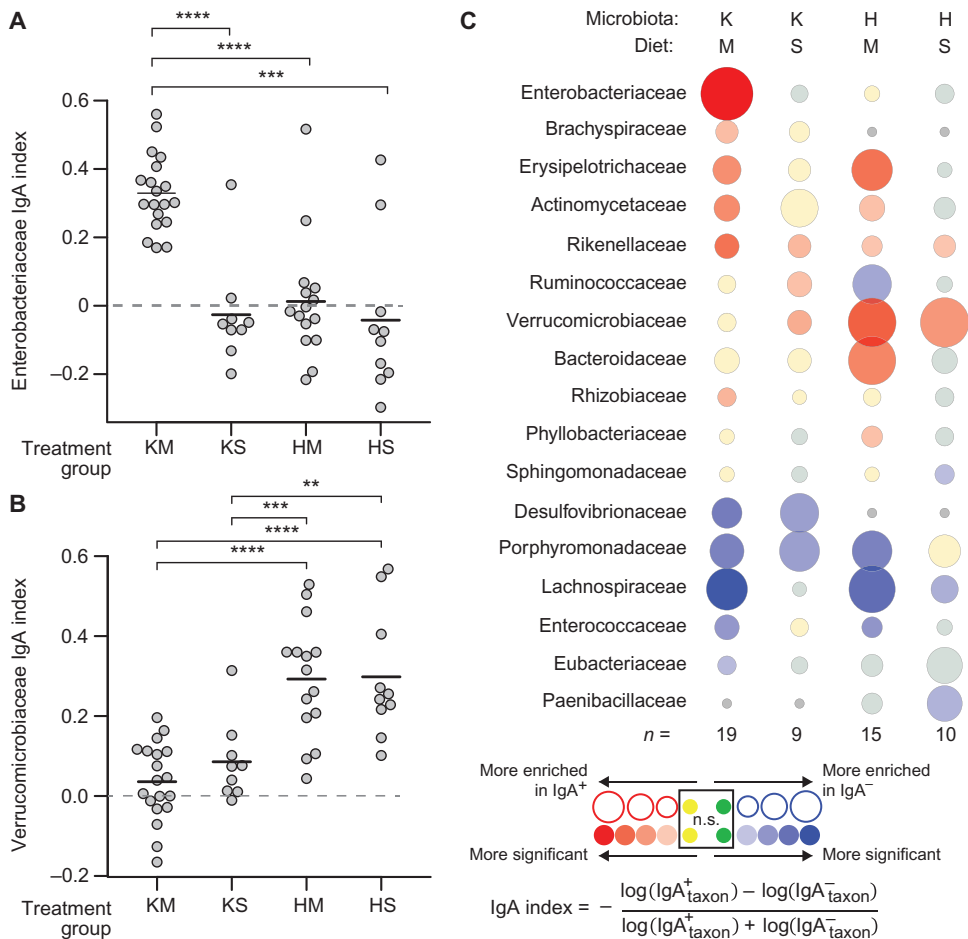 A
****
****
***
0.6
0.4
0.2
0
–0.2
Enterobacteriaceae IgA index
Treatment
group
KM
KS
HM
HS
B
**
***
****
****
0.6
0.4
0.2
0.0
–0.2
Verrucomicrobiaceae IgA index
Treatment
group
KM
KS
HM
HS
C
Microbiota: K K H H
Diet: M S M S
Enterobacteriaceae
Brachyspiraceae
Erysipelotrichaceae
Actinomycetaceae
Rikenellaceae
Ruminococcaceae
Verrucomicrobiaceae
Bacteroidaceae
Rhizobiaceae
Phyllobacteriaceae
Sphingomonadaceae
Desulfovibrionaceae
Porphyromonadaceae
Lachnospiraceae
Enterococcaceae
Eubacteriaceae
Paenibacillaceae
n = 19 9 15 10
More enriched
in IgA+
More enriched
in IgA–
n.s.
More significant
More significant
IgA index = – log(IgA+taxon) – log(IgA–taxon)
log(IgA+taxon) + log(IgA–taxon)